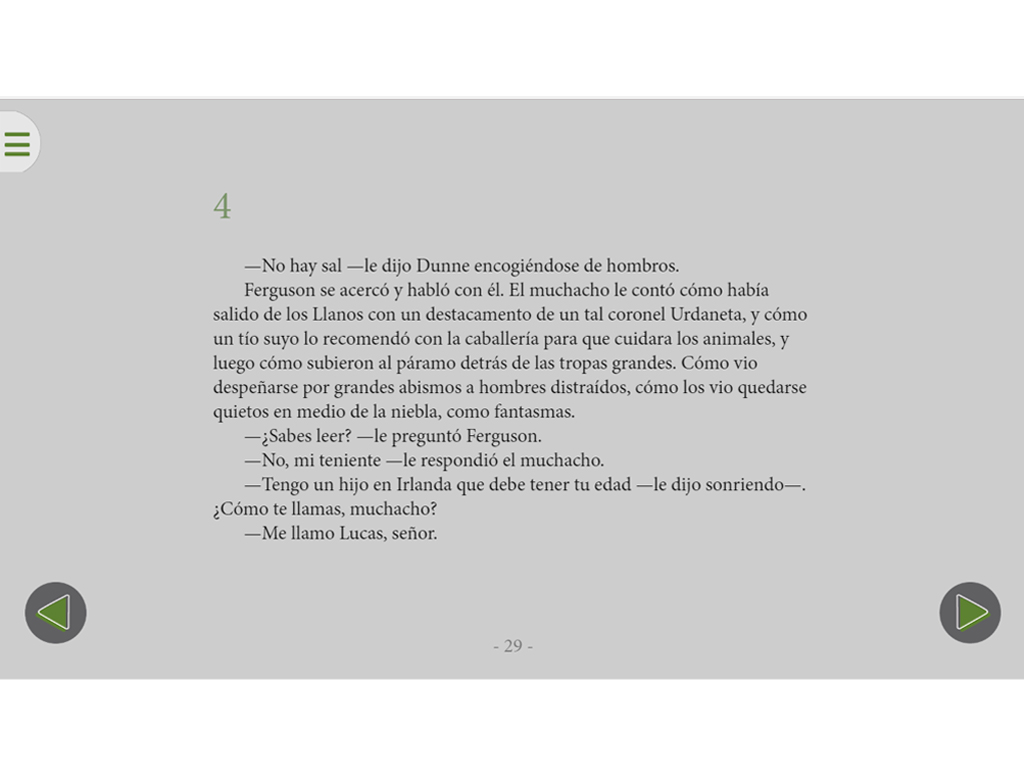 4
—No hay sal —le dijo Dunne encogiéndose de hombros.
Ferguson se acercó y habló con él. El muchacho le contó cómo había
salido de los Llanos con un destacamento de un tal coronel Urdaneta, y cómo
un tío suyo lo recomendó con la caballería para que cuidara los animales, y
luego cómo subieron al páramo detrás de las tropas grandes. Cómo vio
despeñarse por grandes abismos a hombres distraídos, cómo los vio quedarse
quietos en medio de la niebla, como fantasmas.
—¿Sabes leer? —le preguntó Ferguson.
—No, mi teniente —le respondió el muchacho.
—Tengo un hijo en Irlanda que debe tener tu edad —le dijo sonriendo—.
¿Cómo te llamas, muchacho?
—Me llamo Lucas, señor.
- 29 -